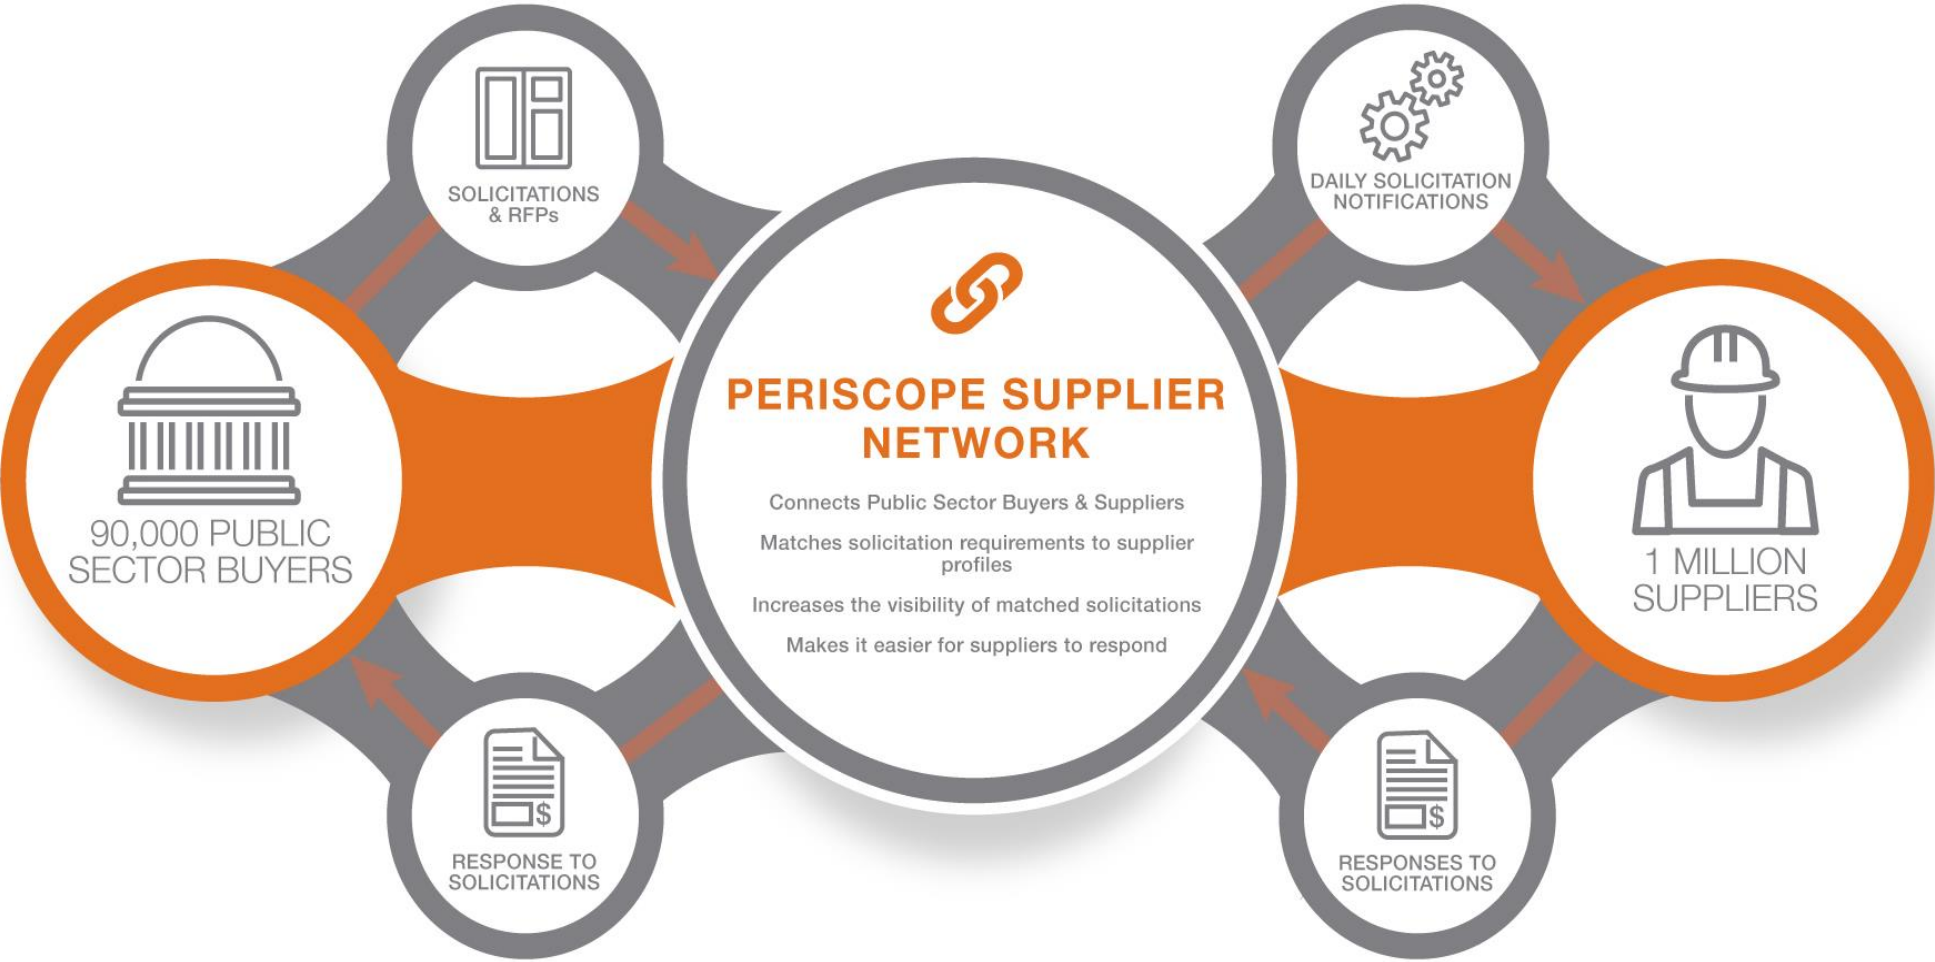 SOLICITATIONS
& RFPs
DAILY SOLICITATION
NOTIFICATIONS
90,000 PUBLIC
SECTOR BUYERS
PERISCOPE SUPPLIER
NETWORK
Connects Public Sector Buyers & Suppliers
Matches solicitation requirements to supplier
profiles
Increases the visibility of matched solicitations
Makes it easier for suppliers to respond
1 MILLION
SUPPLIERS
$
RESPONSE TO
SOLICITATIONS
$
RESPONSES TO
SOLICITATIONS